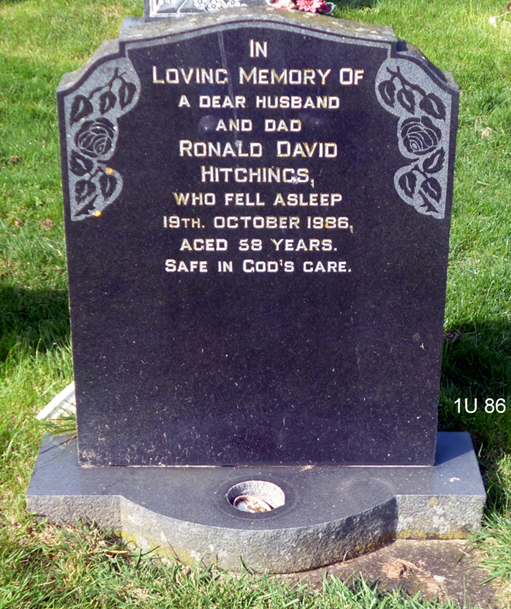 IN
LOVING MEMORY OF
A DEAR HUSBAND
AND DAD
RONALD DAVID
HITCHINGS,
WHO FELL ASLEEP
19TH. OCTOBER 1986,
AGED 58 YEARS.
SAFE IN GOD'S CARE.
1U 86